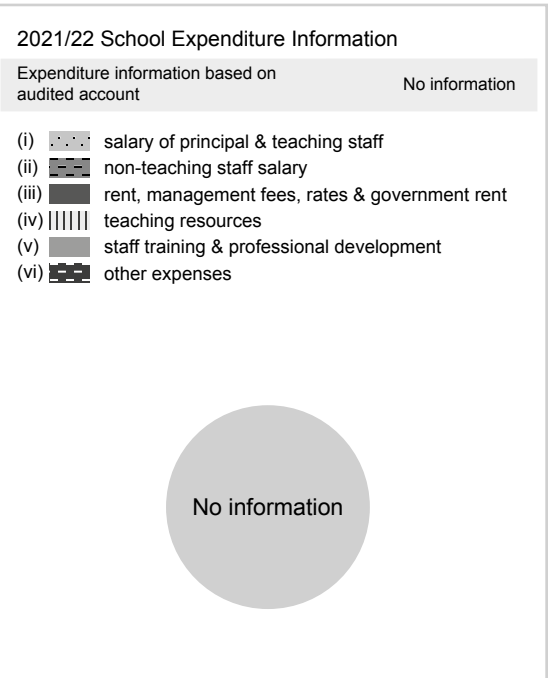 2021/22 School Expenditure Information
Expenditure information based on
audited account
No information
(i) salary of principal & teaching staff
(ii) non-teaching staff salary
(iii) rent, management fees, rates & government rent
(iv) teaching resources
(v) staff training & professional development
(vi) other expenses
No information